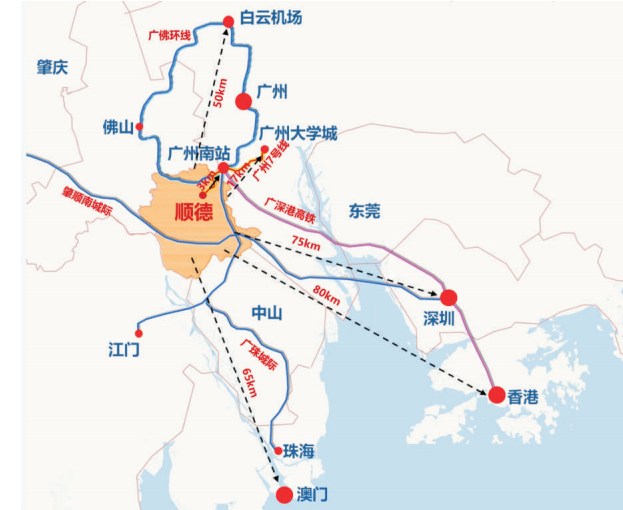 白云机场
广佛环线
肇庆
50km
广州
佛山
广州大学城
广州南站
广州7号线
17km
3km
肇顺南城际
顺德
广深港高铁
东莞
75km
80km
中山
深圳
江门
广珠城际
65km
香港
珠海
澳门